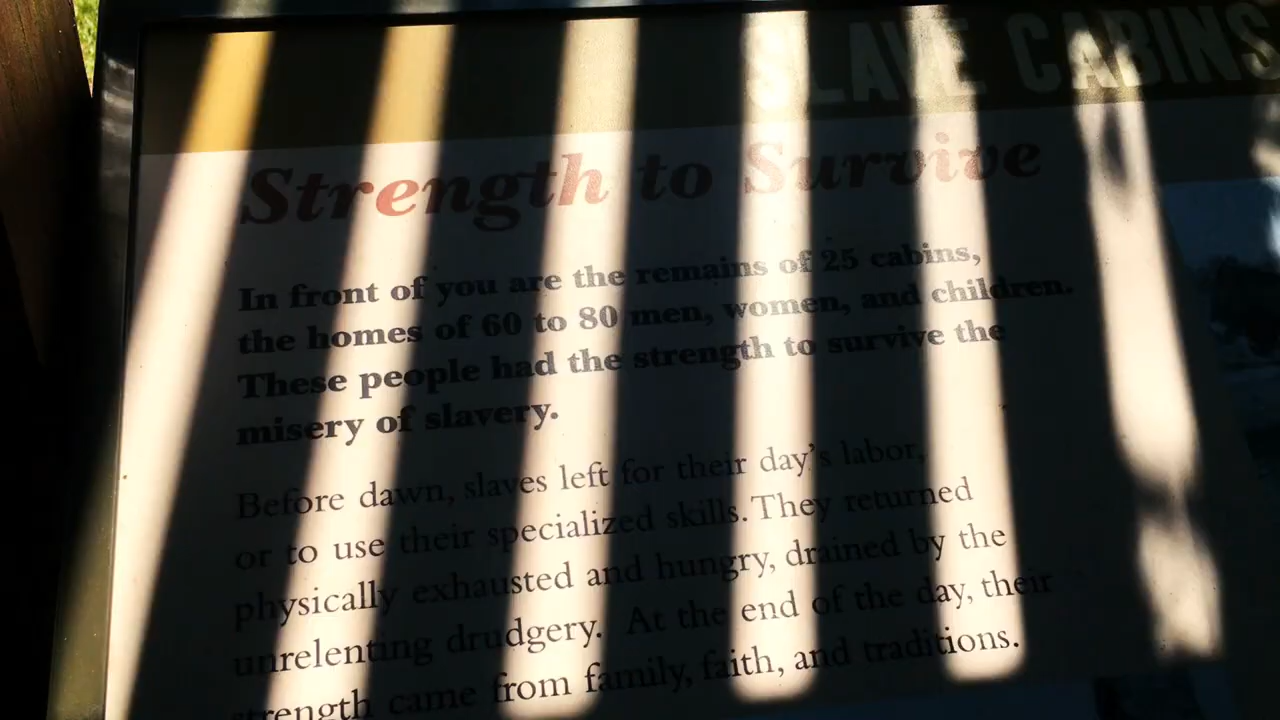 SLAVE CABINS
Strength to Survive
In front of you are the remains of 25 cabins,
the homes of 60 to 80 men, women, and children.
These people had the strength to survive the
misery of slavery.
Before dawn, slaves left for their day's labor,
or to use their specialized skills. They returned
physically exhausted and hungry, drained by the
unrelenting drudgery. At the end of the day, their
strength came from family, faith, and traditions.